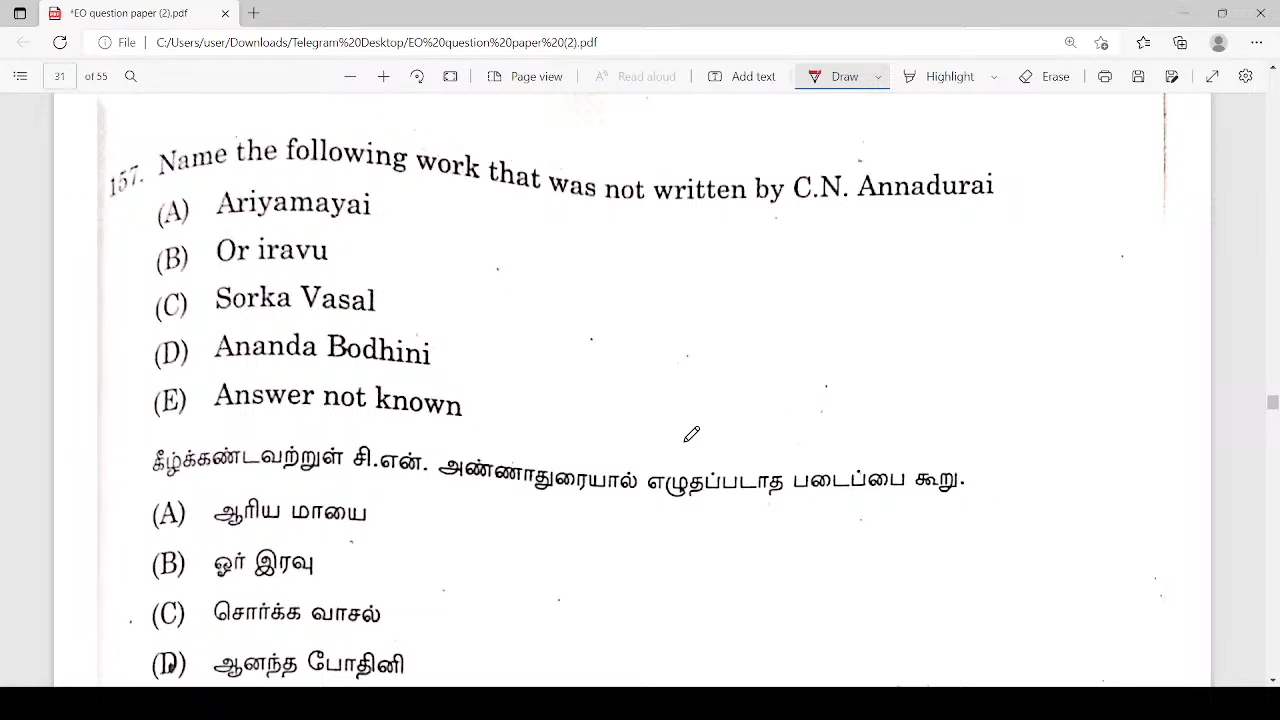 *EO question paper (2).pdf
File C:/Users/user/Downloads/Telegram%20Desktop/EO%20question%20paper%20(2).pdf
31 of 55 Page view Read aloud Add text Draw Highlight Erase
157. Name the following work that was not written by C.N. Annadurai
(A) Ariyamayai
(B) Or iravu
(C) Sorka Vasal
(D) Ananda Bodhini
(E) Answer not known
கீழ்க்கண்டவற்றுள் சி.என். அண்ணாதுரையால் எழுதப்படாத படைப்பை கூறு.
(A) ஆரிய மாயை
(B) ஓர் இரவு
(C) சொர்க்க வாசல்
(D) ஆனந்த போதினி